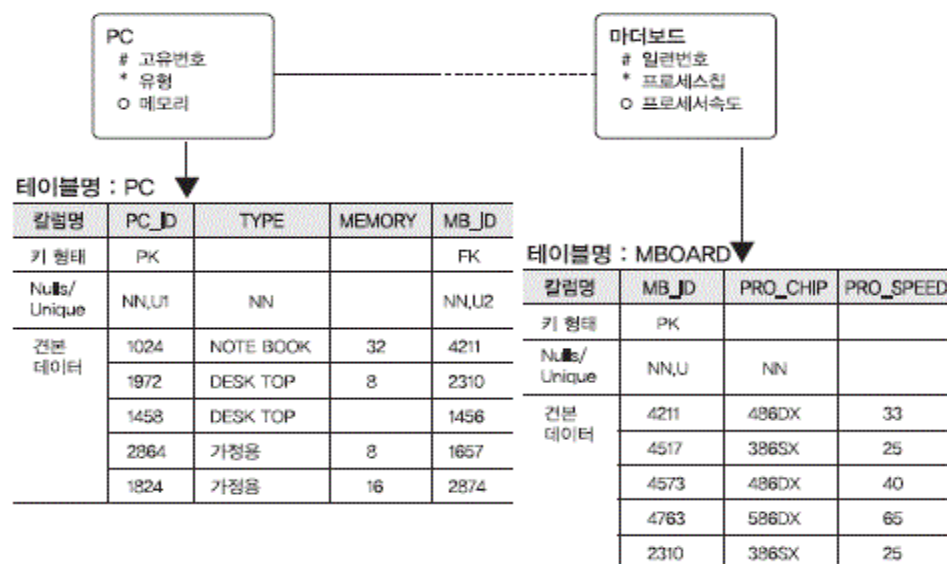 PC
# 고유번호
* 유형
o 메모리
마더보드
# 일련번호
* 프로세스칩
o 프로세서속도
테이블명 : PC
칼럼명 PC_ID TYPE MEMORY MB_ID
키 형태 PK FK
Nulls/
Unique NN,U1 NN NN,U2
견본
데이터
1024 NOTE BOOK 32 4211
1972 DESK TOP 8 2310
1458 DESK TOP 1456
2864 가정용 8 1657
1824 가정용 16 2874
테이블명 : MBOARD
칼럼명 MB_ID PRO_CHIP PRO_SPEED
키 형태 PK
Nulls/
Unique NN,U NN
견본
데이터
4211 486DX 33
4517 386SX 25
4573 486DX 40
4763 586DX 65
2310 386SX 25